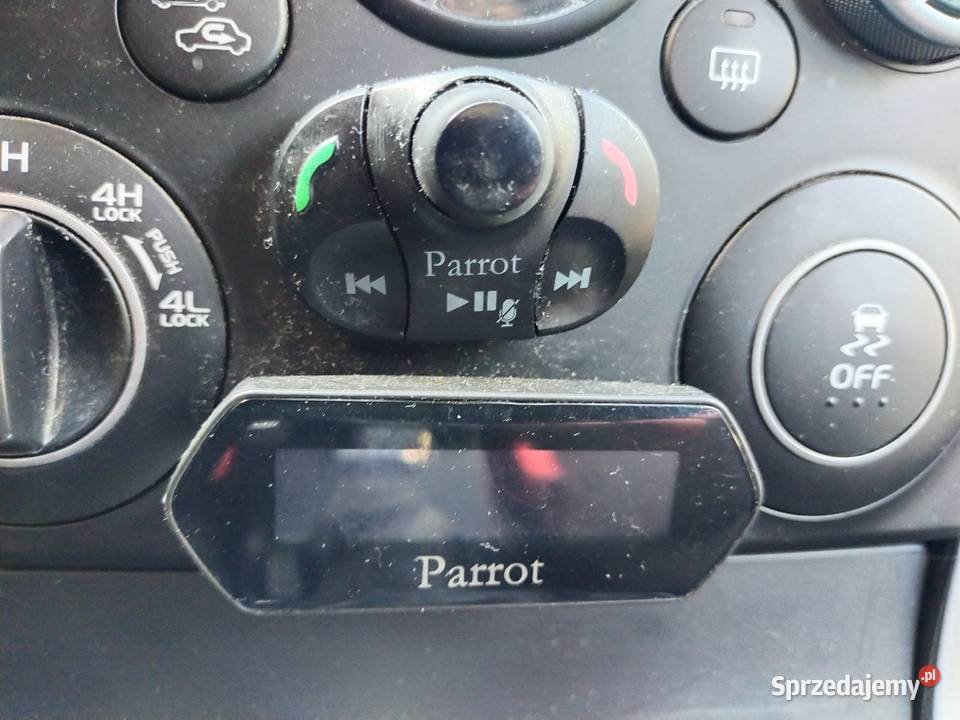 H
4H
LOCK
PUSH
4L
LOCK
Parrot
OFF
Parrot
Sprzedajemy.pl